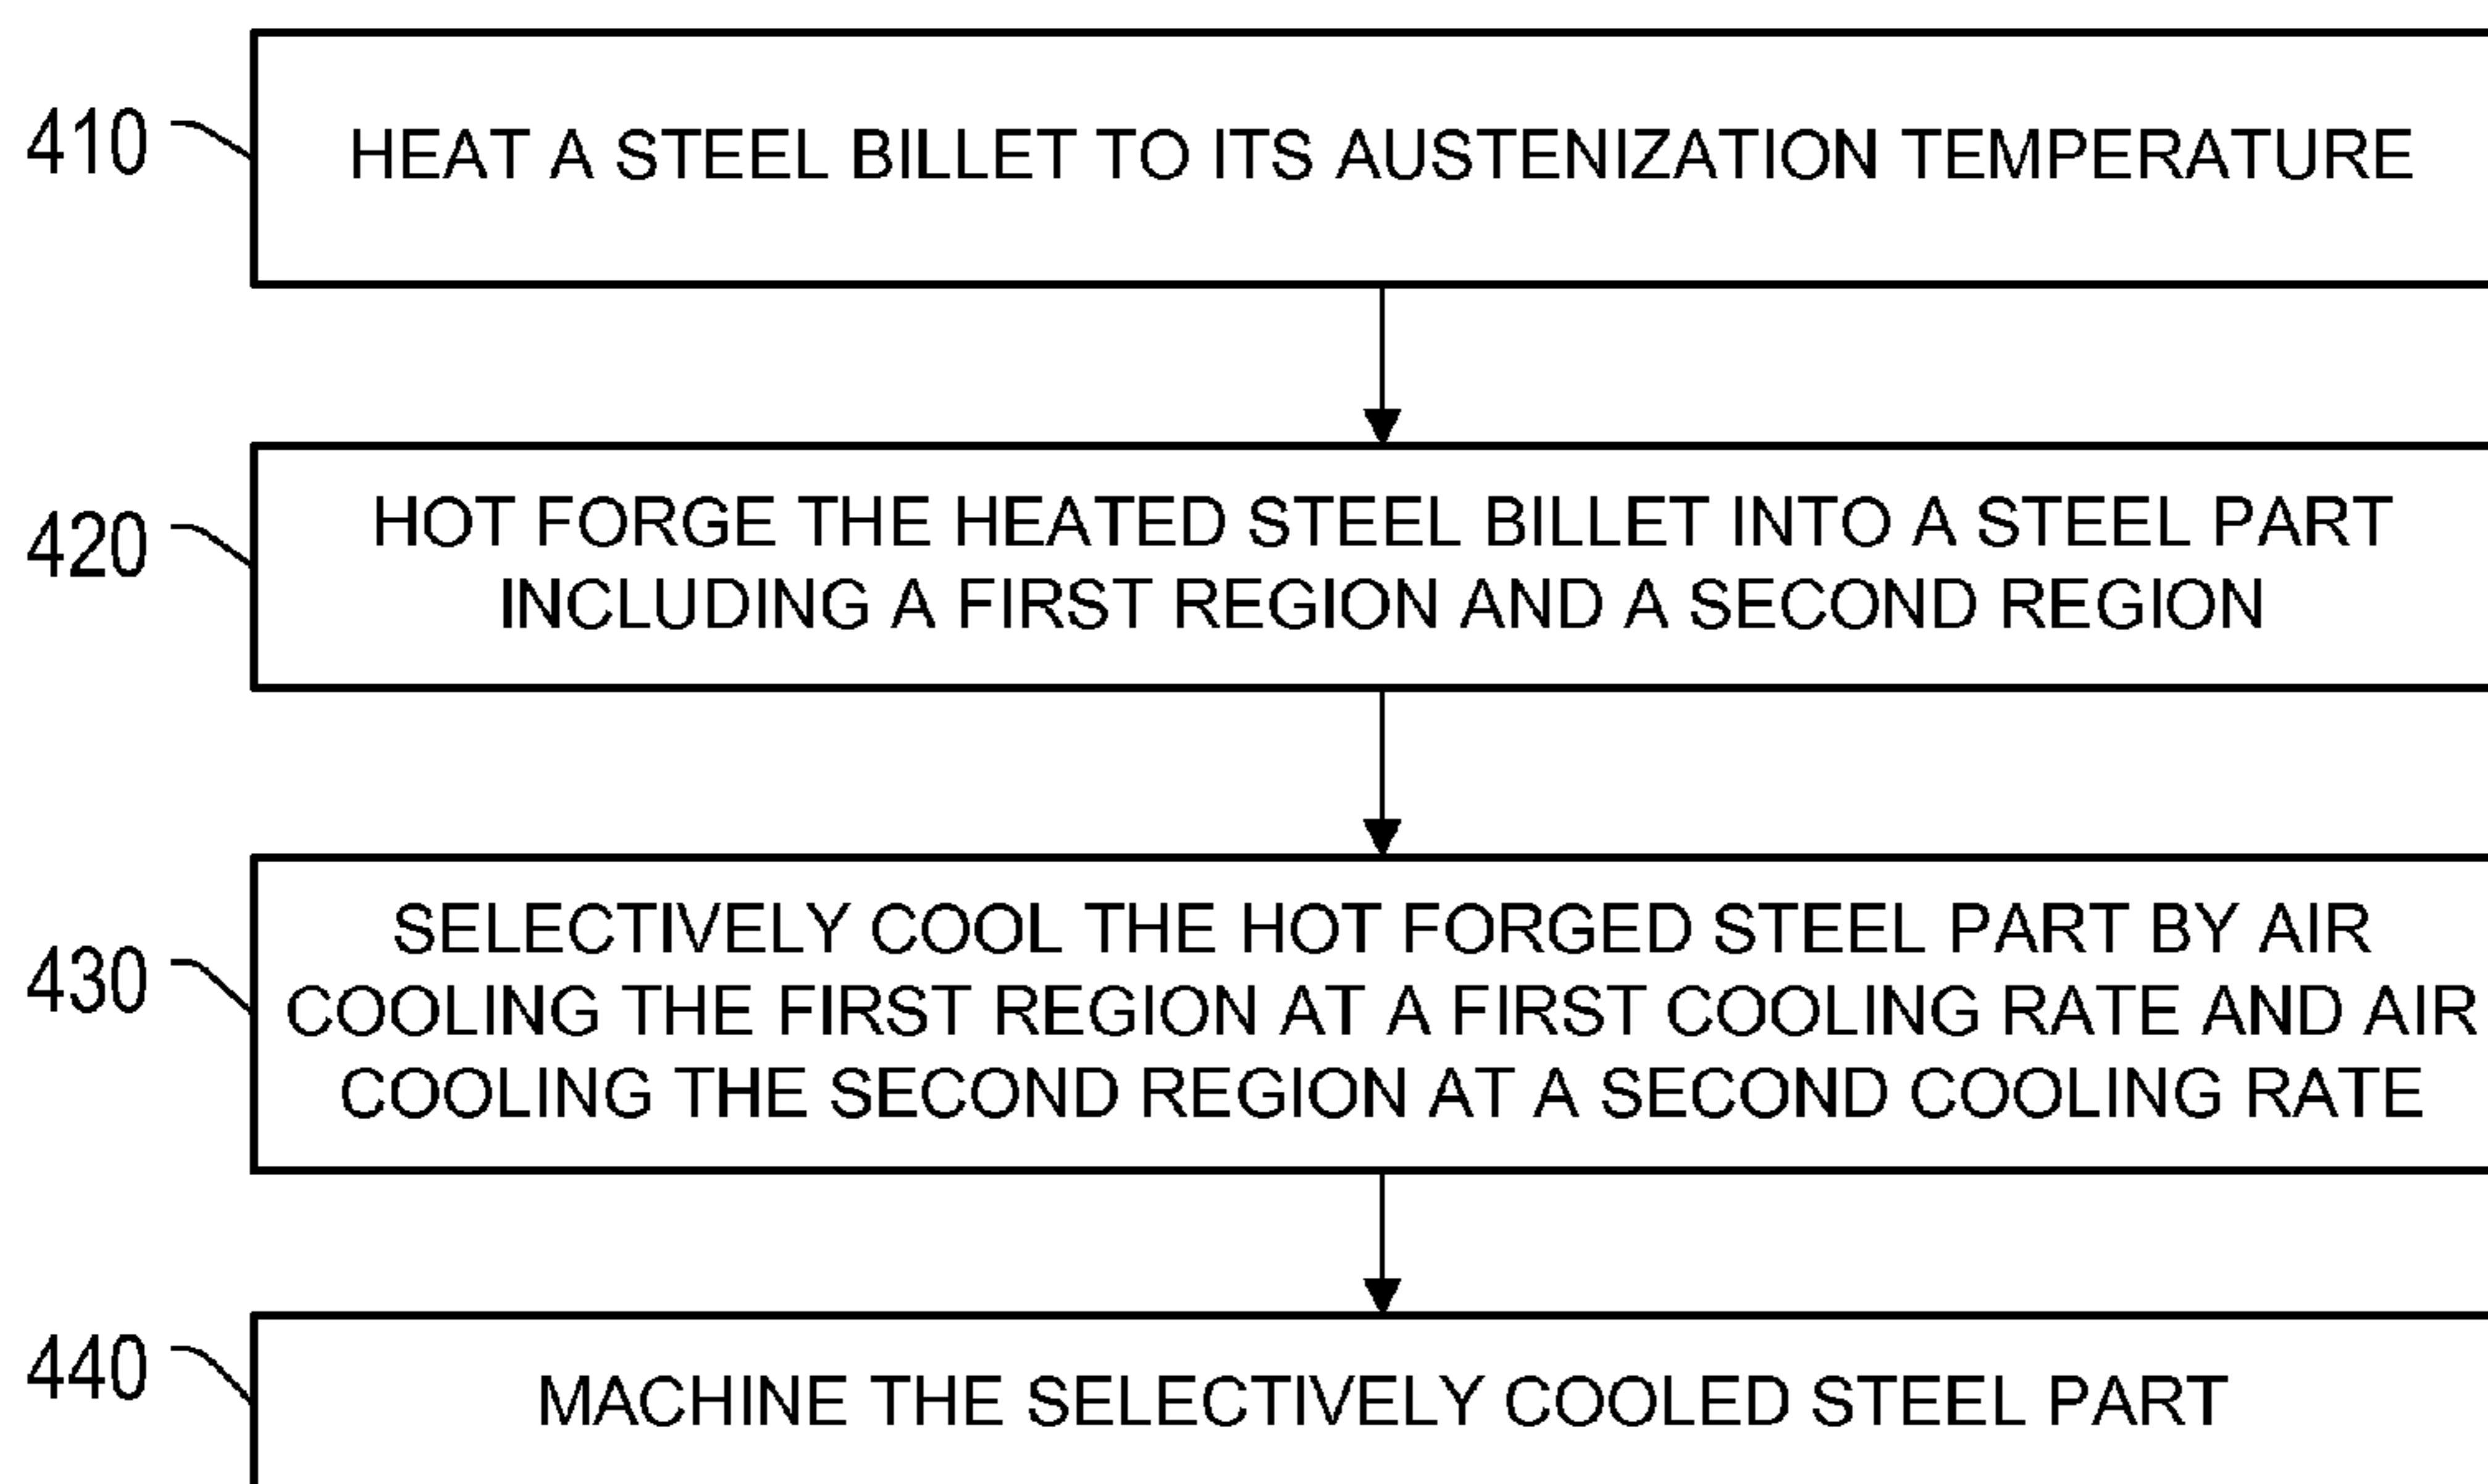 410
HEAT A STEEL BILLET TO ITS AUSTENIZATION TEMPERATURE
420
HOT FORGE THE HEATED STEEL BILLET INTO A STEEL PART
INCLUDING A FIRST REGION AND A SECOND REGION
430
SELECTIVELY COOL THE HOT FORGED STEEL PART BY AIR
COOLING THE FIRST REGION AT A FIRST COOLING RATE AND AIR
COOLING THE SECOND REGION AT A SECOND COOLING RATE
440
MACHINE THE SELECTIVELY COOLED STEEL PART